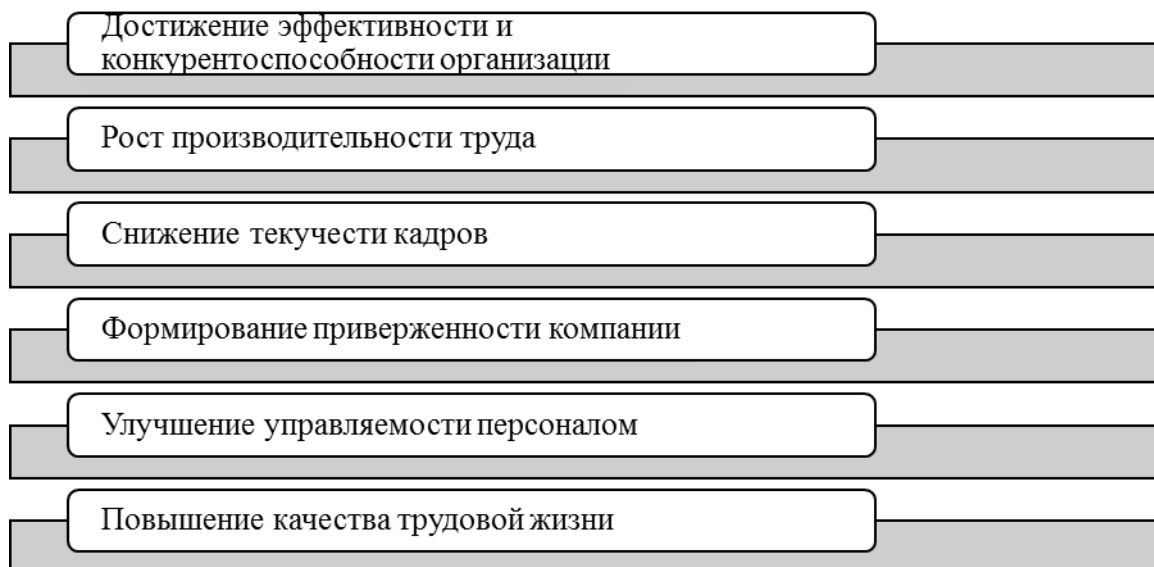 Достижение эффективности и
конкурентоспособности организации
Рост производительности труда
Снижение текучести кадров
Формирование приверженности компании
Улучшение управляемости персоналом
Повышение качества трудовой жизни